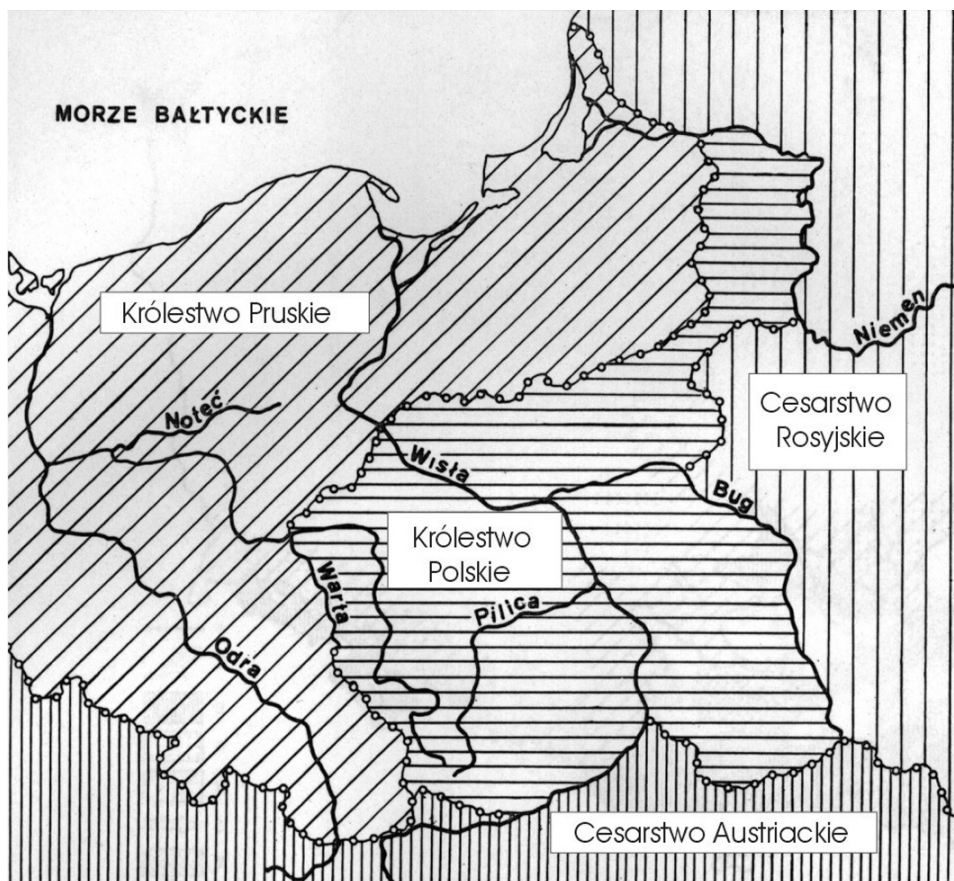 MORZE BAŁTYCKIE
Królestwo Pruskie
Niemen
Noteć
Cesarstwo
Rosyjskie
Wisła
Bug
Królestwo
Polskie
Warta
Pilica
Odra
Cesarstwo Austriackie